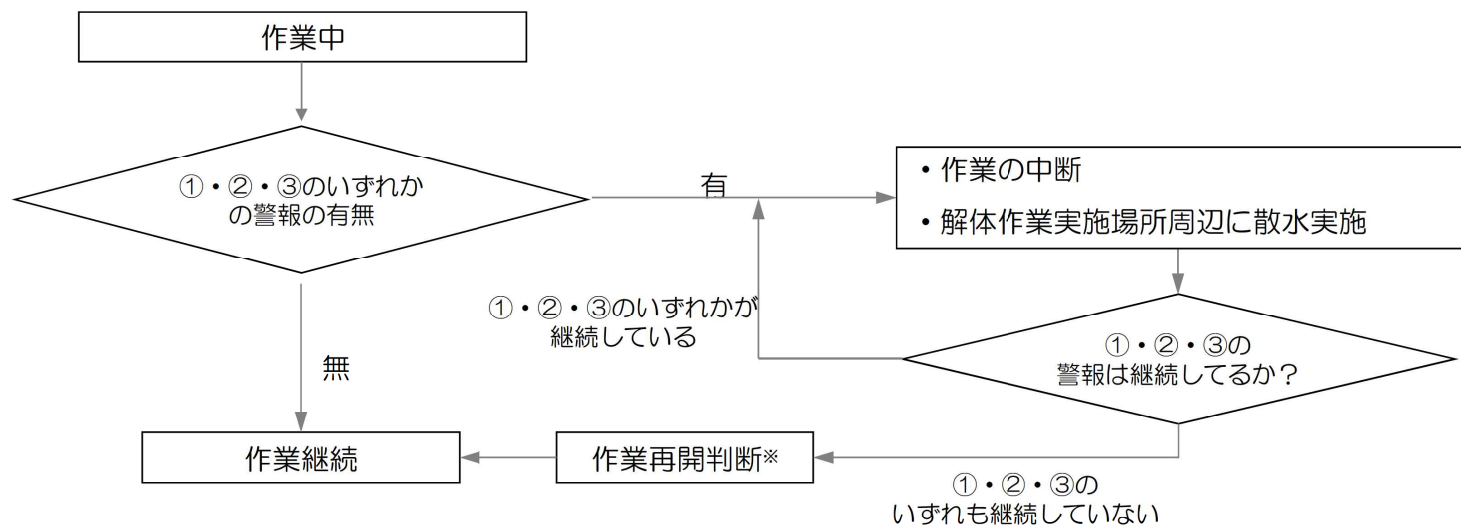 作業中
①・②・③のいずれか
の警報の有無
有
・作業の中断
・解体作業実施場所周辺に散水実施
①・②・③のいずれかが
継続している
①・②・③の
警報は継続してるか？
無
作業継続
作業再開判断※
①・②・③の
いずれも継続していない